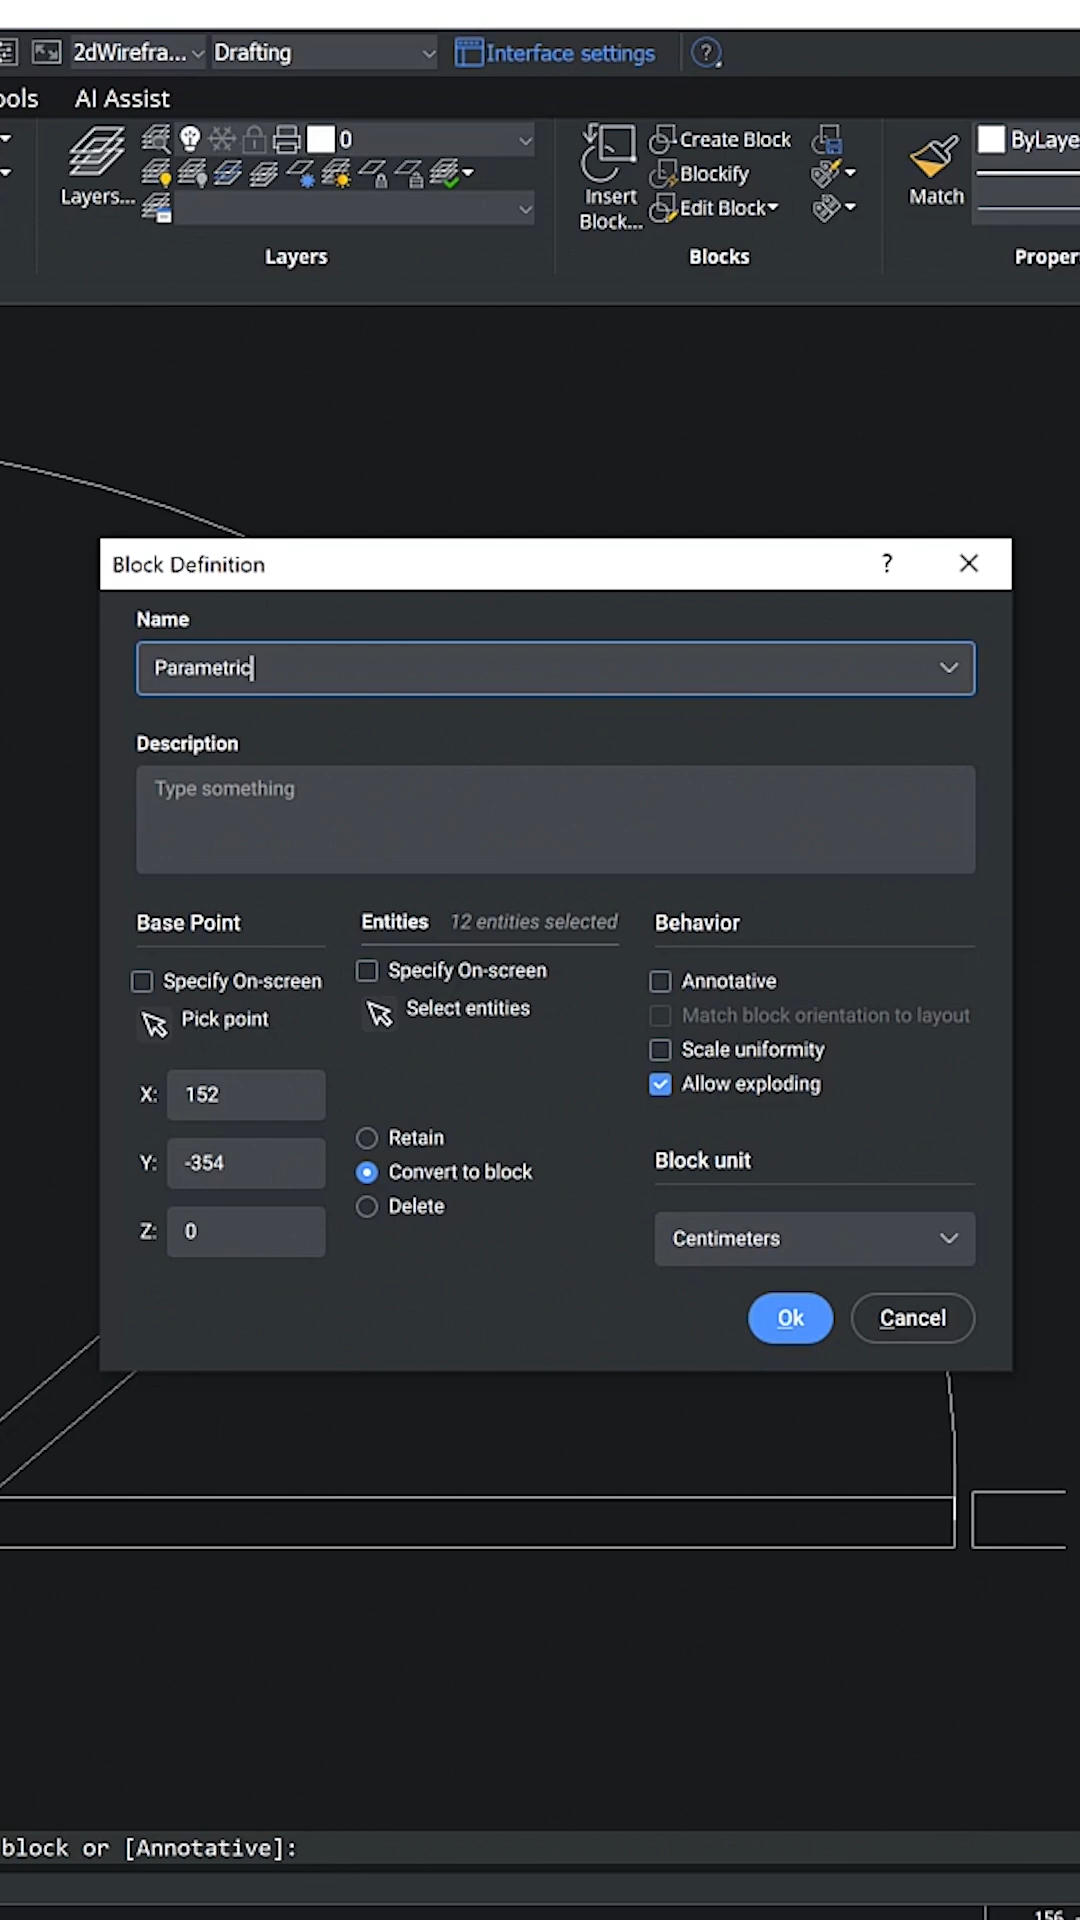 2dWirefra... Drafting Interface settings ?
ools AI Assist
0 Create Block ByLaye
Layers... Insert Block... Blockify Match
Edit Block
Layers Blocks Proper
Block Definition ?
Name
Parametric
Description
Type something
Base Point Entities 12 entities selected Behavior
Specify On-screen Specify On-screen Annotative
Pick point Select entities Match block orientation to layout
Scale uniformity
X: 152 Allow exploding
Retain
Y: -354 Convert to block Block unit
Delete
Z: 0 Centimeters
Ok Cancel
block or [Annotative]:
156